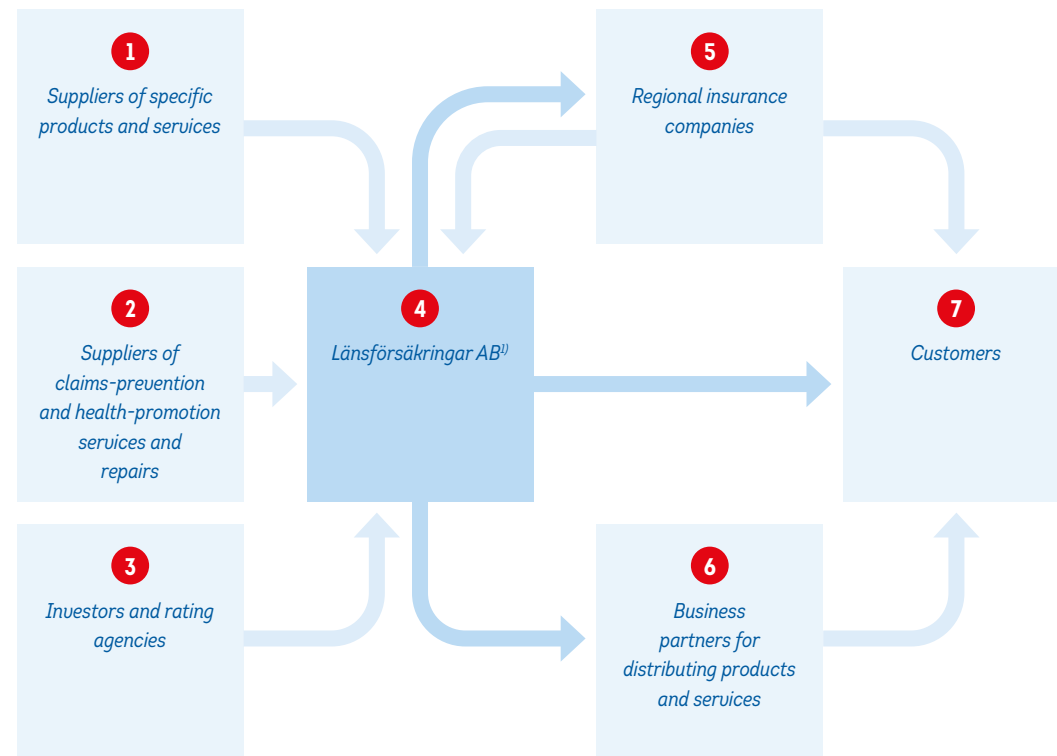 1
Suppliers of specific
products and services
2
Suppliers of
claims-prevention
and health-promotion
services and
repairs
3
Investors and rating
agencies
4
Länsförsäkringar AB¹⁾
5
Regional insurance
companies
6
Business
partners for
distributing products
and services
7
Customers